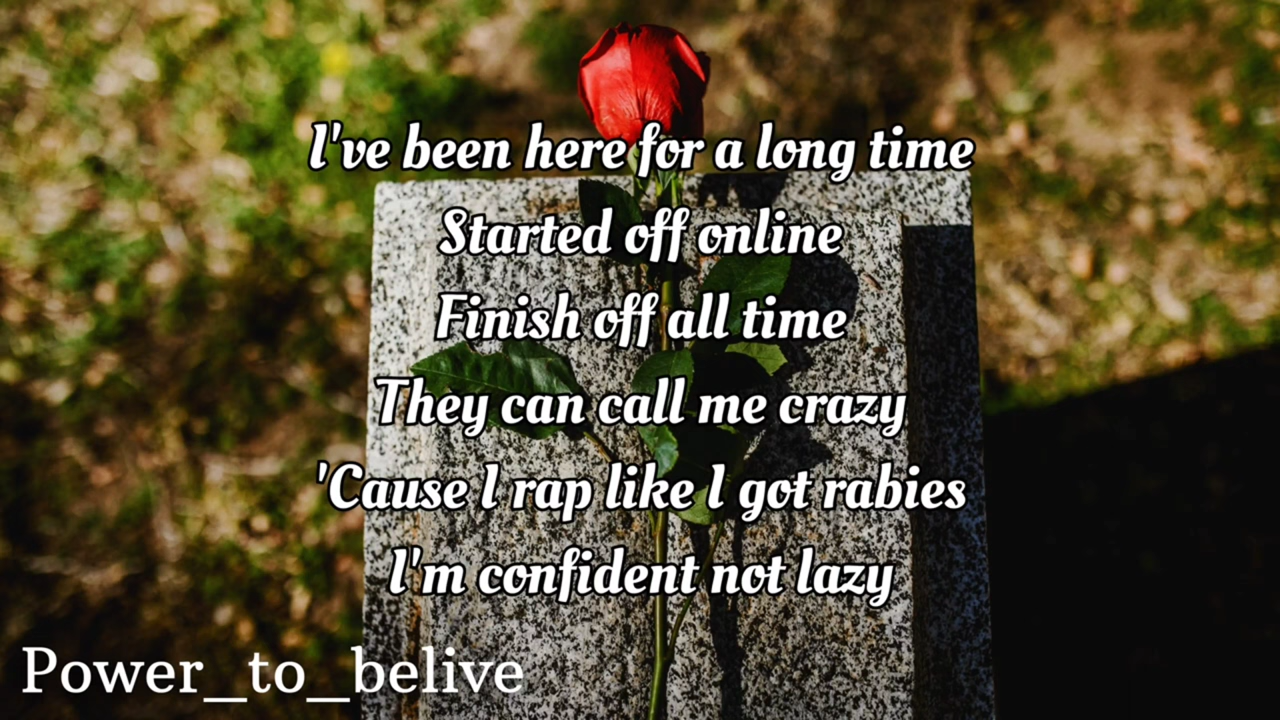 I've been here for a long time
Started off online
Finish off all time
They can call me crazy
'Cause I rap like I got rabies
I'm confident not lazy
Power_to_belive